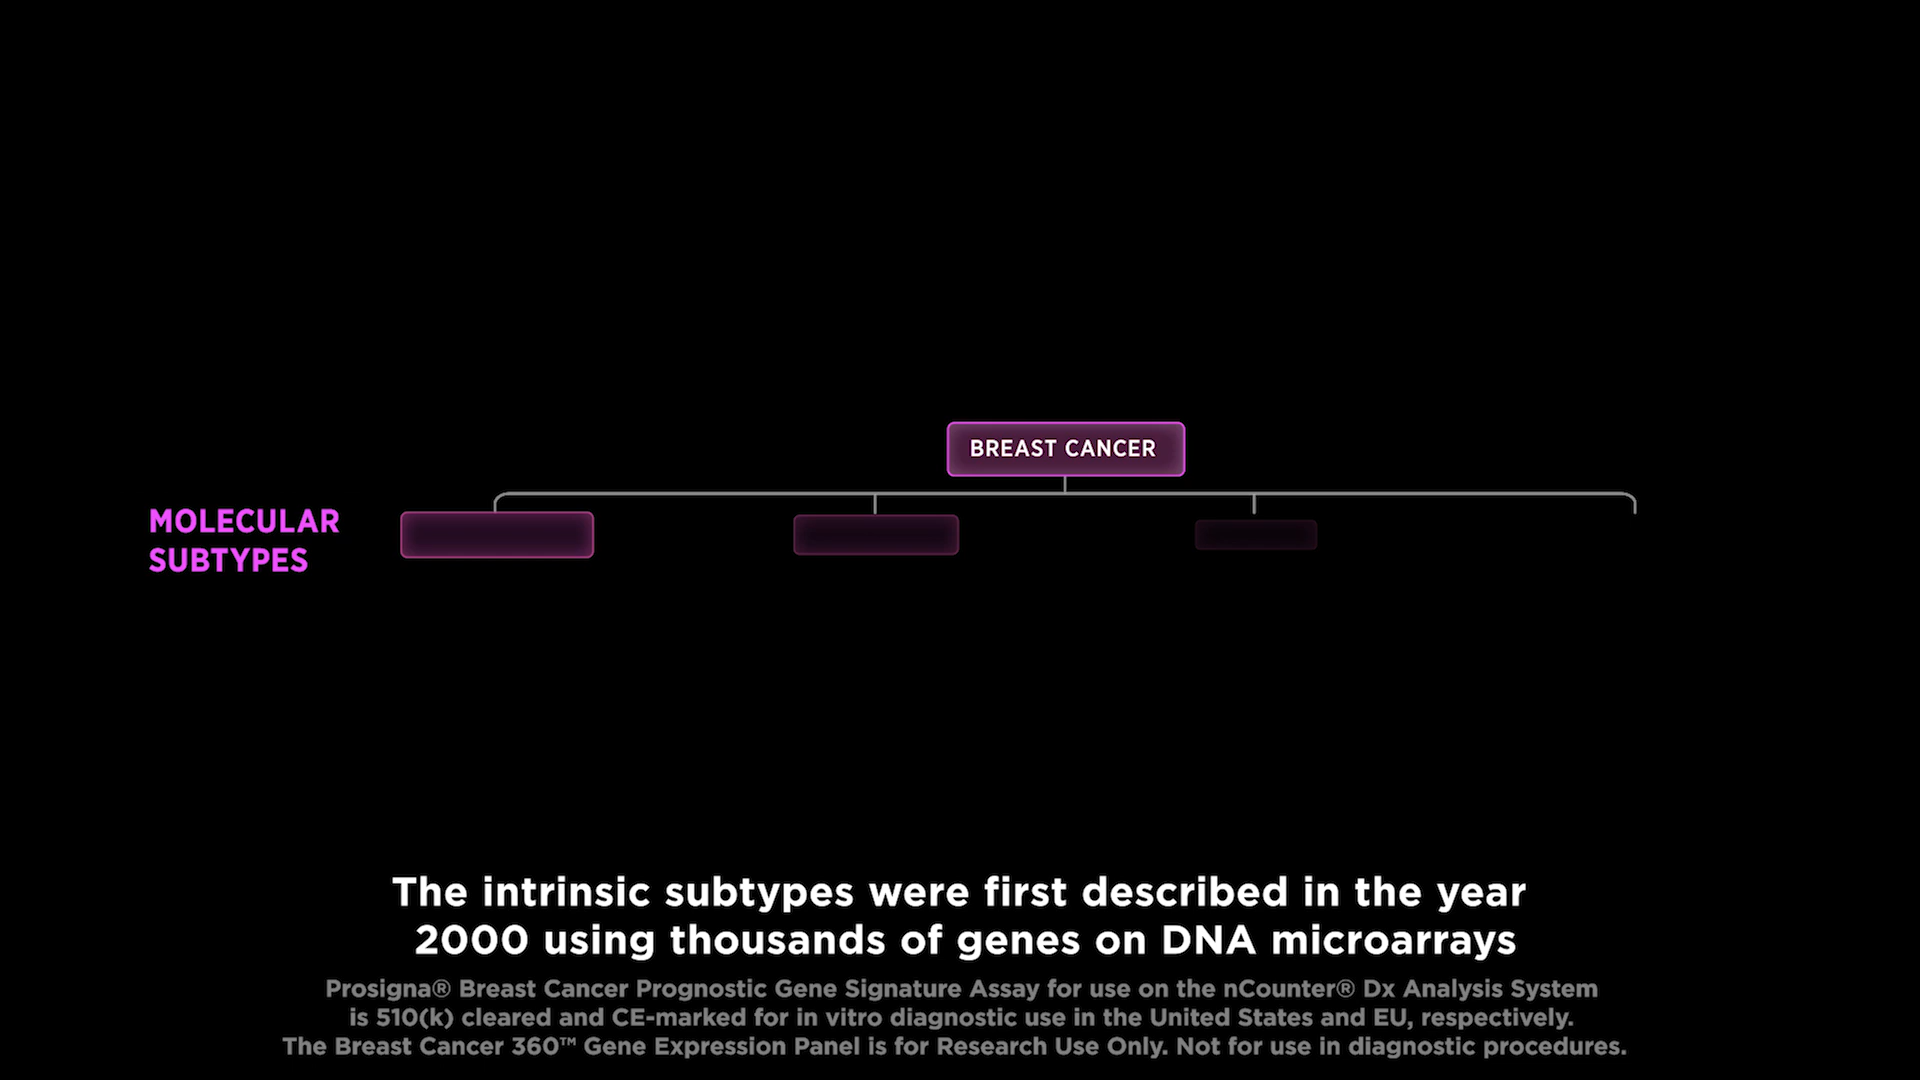 BREAST CANCER
MOLECULAR
SUBTYPES
The intrinsic subtypes were first described in the year
2000 using thousands of genes on DNA microarrays
Prosigna® Breast Cancer Prognostic Gene Signature Assay for use on the nCounter® Dx Analysis System
is 510(k) cleared and CE-marked for in vitro diagnostic use in the United States and EU, respectively.
The Breast Cancer 360™ Gene Expression Panel is for Research Use Only. Not for use in diagnostic procedures.